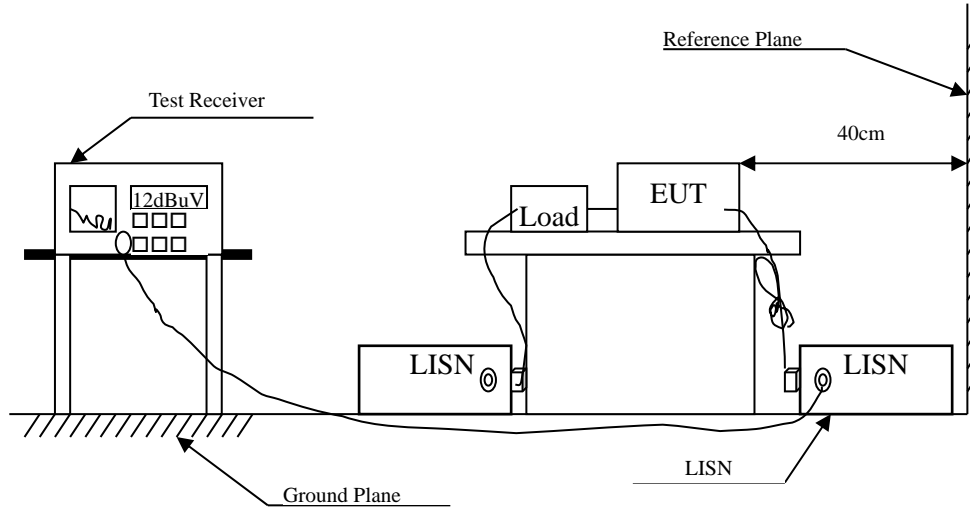 Reference Plane
Test Receiver
40cm
12dBuV
EUT
Load
LISN
LISN
LISN
Ground Plane